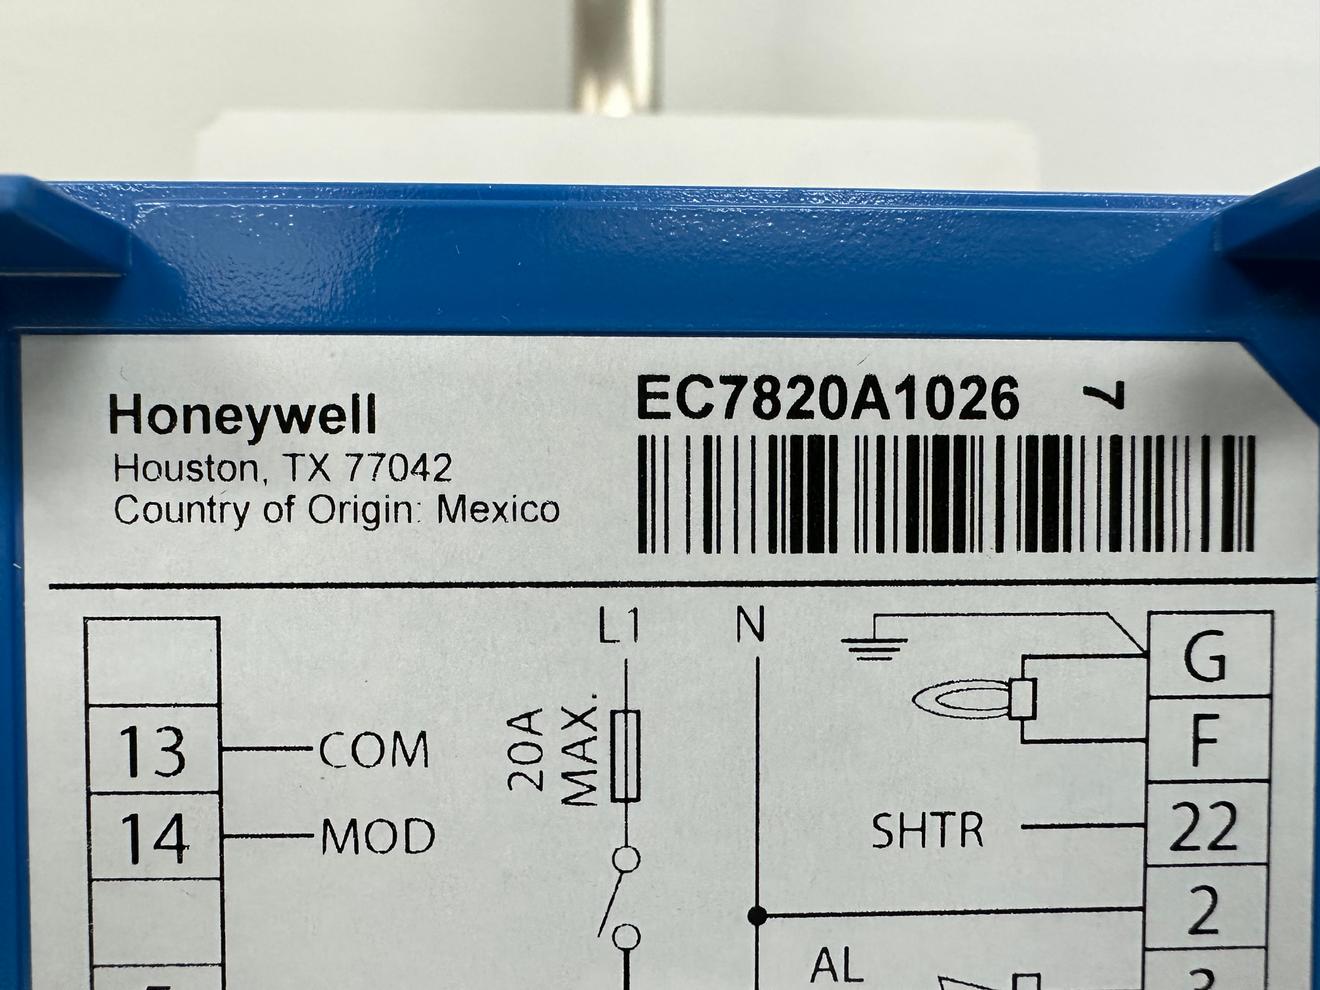 Honeywell
Houston, TX 77042
Country of Origin: Mexico
EC7820A1026 7
L1
N
G
20A
MAX.
F
13
COM
14
MOD
SHTR
22
2
AL